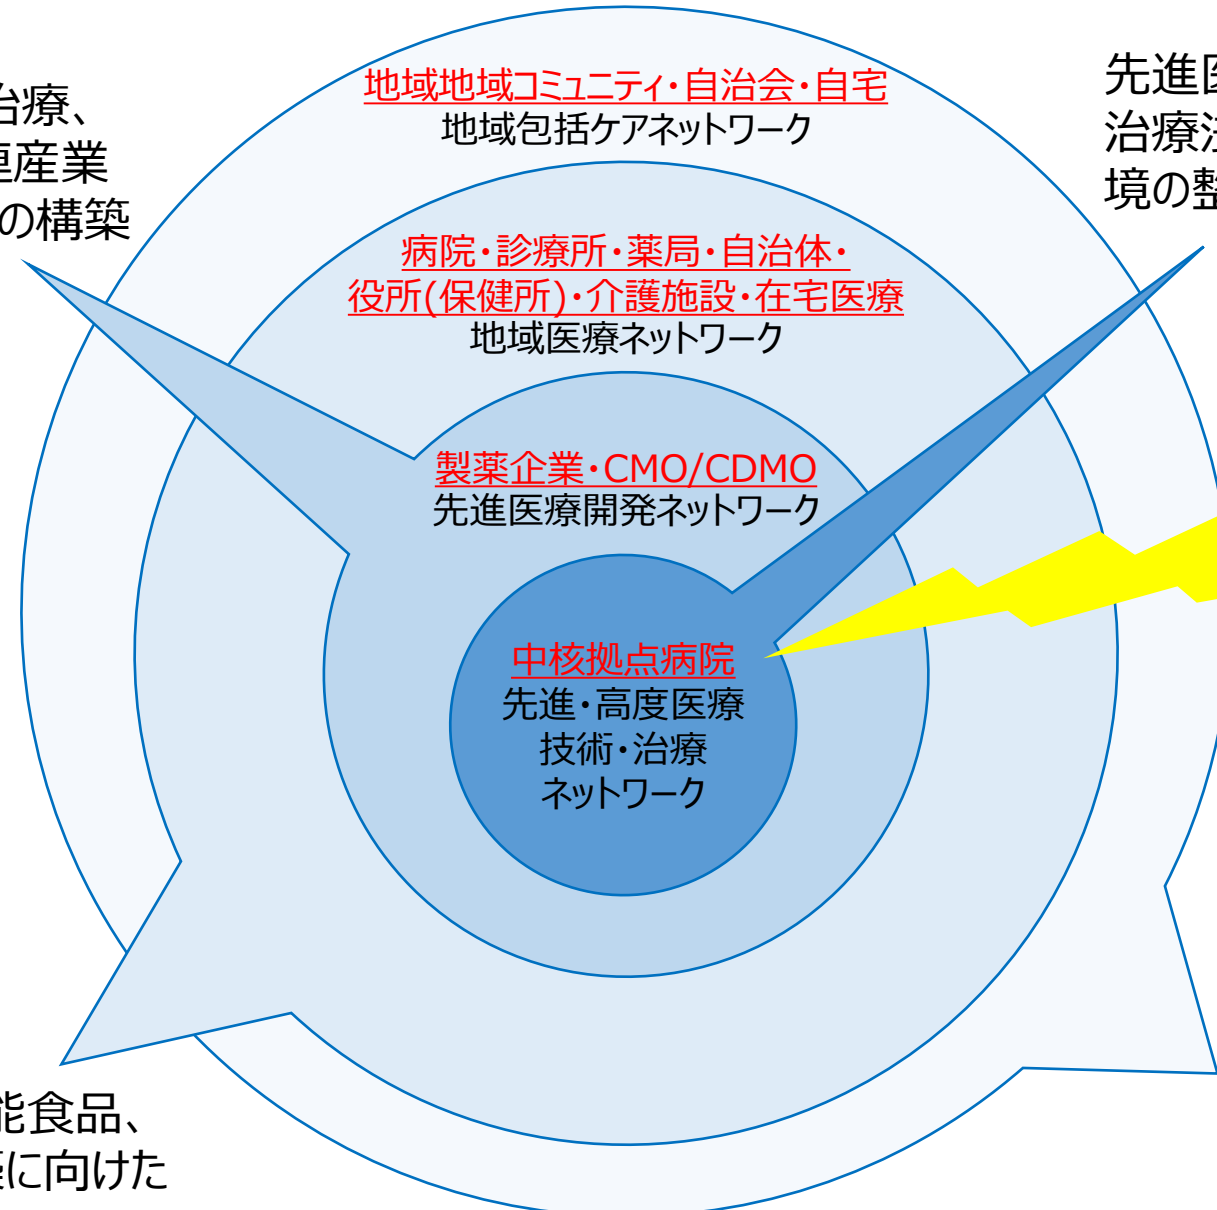 地域地域コミュニティ・自治会・自宅
地域包括ケアネットワーク
治療、
産業
の構築
先進医
治療法
境の整
病院・診療所・薬局・自治体・
役所(保健所)・介護施設・在宅医療
地域医療ネットワーク
製薬企業・CMO/CDMO
先進医療開発ネットワーク
中核拠点病院
先進・高度医療
技術・治療
ネットワーク
能食品、
に向けた